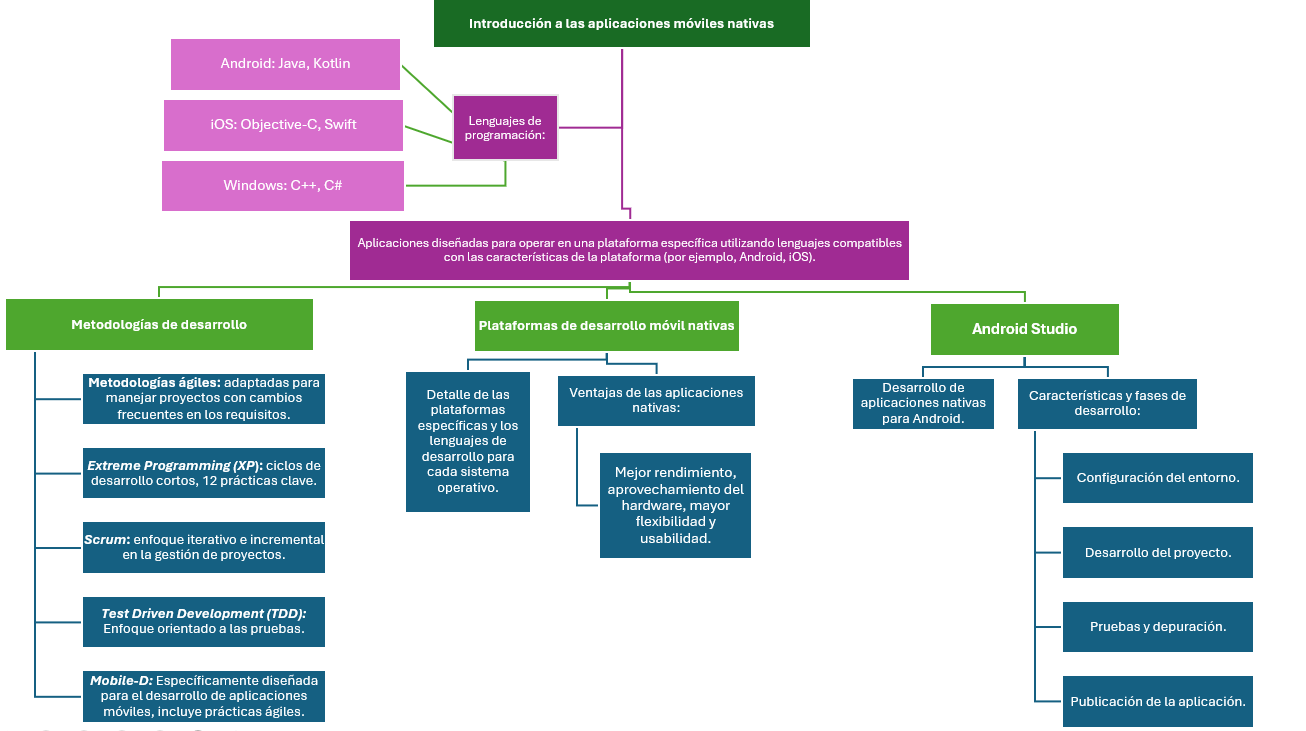 Introducción a las aplicaciones móviles nativas
Android: Java, Kotlin
iOS: Objective-C, Swift
Windows: C++, C#
Lenguajes de
programación:
Aplicaciones diseñadas para operar en una plataforma específica utilizando lenguajes compatibles
con las características de la plataforma (por ejemplo, Android, iOS).
Metodologías de desarrollo
Metodologías ágiles: adaptadas para
manejar proyectos con cambios
frecuentes en los requisitos.
Extreme Programming (XP): ciclos de
desarrollo cortos, 12 prácticas clave.
Scrum: enfoque iterativo e incremental
en la gestión de proyectos.
Test Driven Development (TDD):
Enfoque orientado a las pruebas.
Mobile-D: Específicamente diseñada
para el desarrollo de aplicaciones
móviles, incluye prácticas ágiles.
Plataformas de desarrollo móvil nativas
Detalle de las
plataformas
específicas y los
lenguajes de
desarrollo para
cada sistema
operativo.
Ventajas de las aplicaciones
nativas:
Mejor rendimiento,
aprovechamiento del
hardware, mayor
flexibilidad y
usabilidad.
Android Studio
Desarrollo de
aplicaciones nativas
para Android.
Características y fases de
desarrollo:
Configuración del entorno.
Desarrollo del proyecto.
Pruebas y depuración.
Publicación de la aplicación.